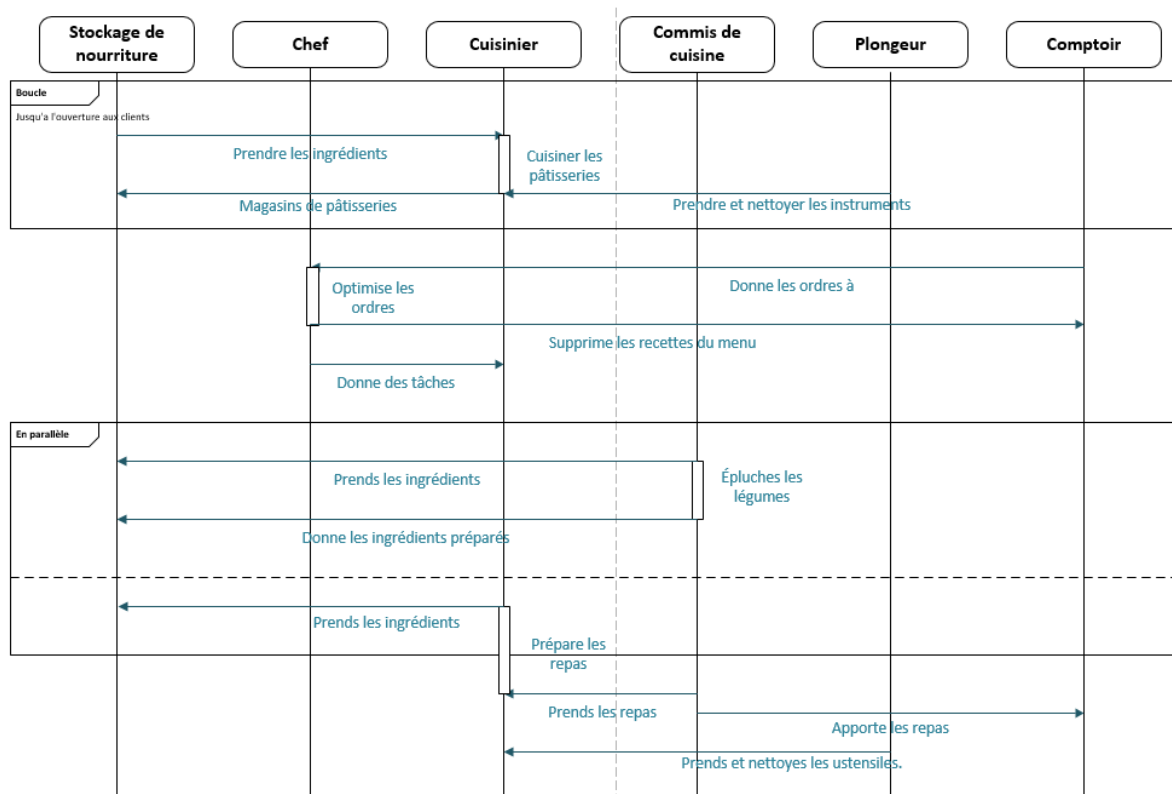 Stockage de
nourriture
Chef
Cuisinier
Commis de
cuisine
Plongeur
Comptoir
Boucle
Jusqu'a l'ouverture aux clients
Prendre les ingrédients
Cuisiner les
pâtisseries
Magasins de pâtisseries
Prendre et nettoyer les instruments
Donne les ordres à
Optimise les
ordres
Supprime les recettes du menu
Donne des tâches
En parallèle
Prends les ingrédients
Épluches les
légumes
Donne les ingrédients préparés
Prends les ingrédients
Prépare les
repas
Prends les repas
Apporte les repas
Prends et nettoyes les ustensiles.